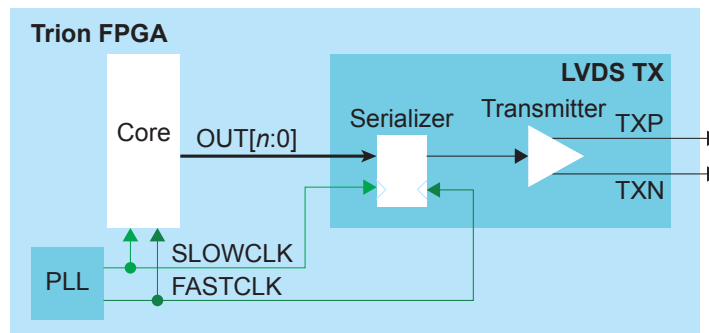 Trion FPGA
LVDS TX
Core
OUT[n:0]
Serializer
Transmitter
TXP
TXN
SLOWCLK
PLL
FASTCLK